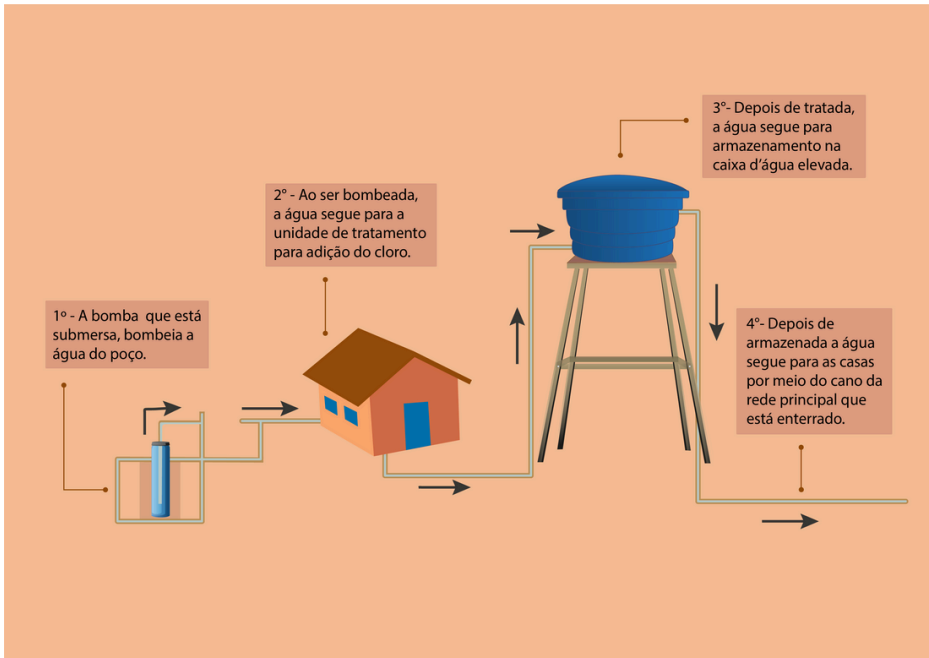 1º - A bomba que está
submersa, bombeia a
água do poço.
2° - Ao ser bombeada,
a água segue para a
unidade de tratamento
para adição do cloro.
3°- Depois de tratada,
a água segue para
armazenamento na
caixa d’água elevada.
4°- Depois de
armazenada a água
segue para as casas
por meio do cano da
rede principal que
está enterrado.